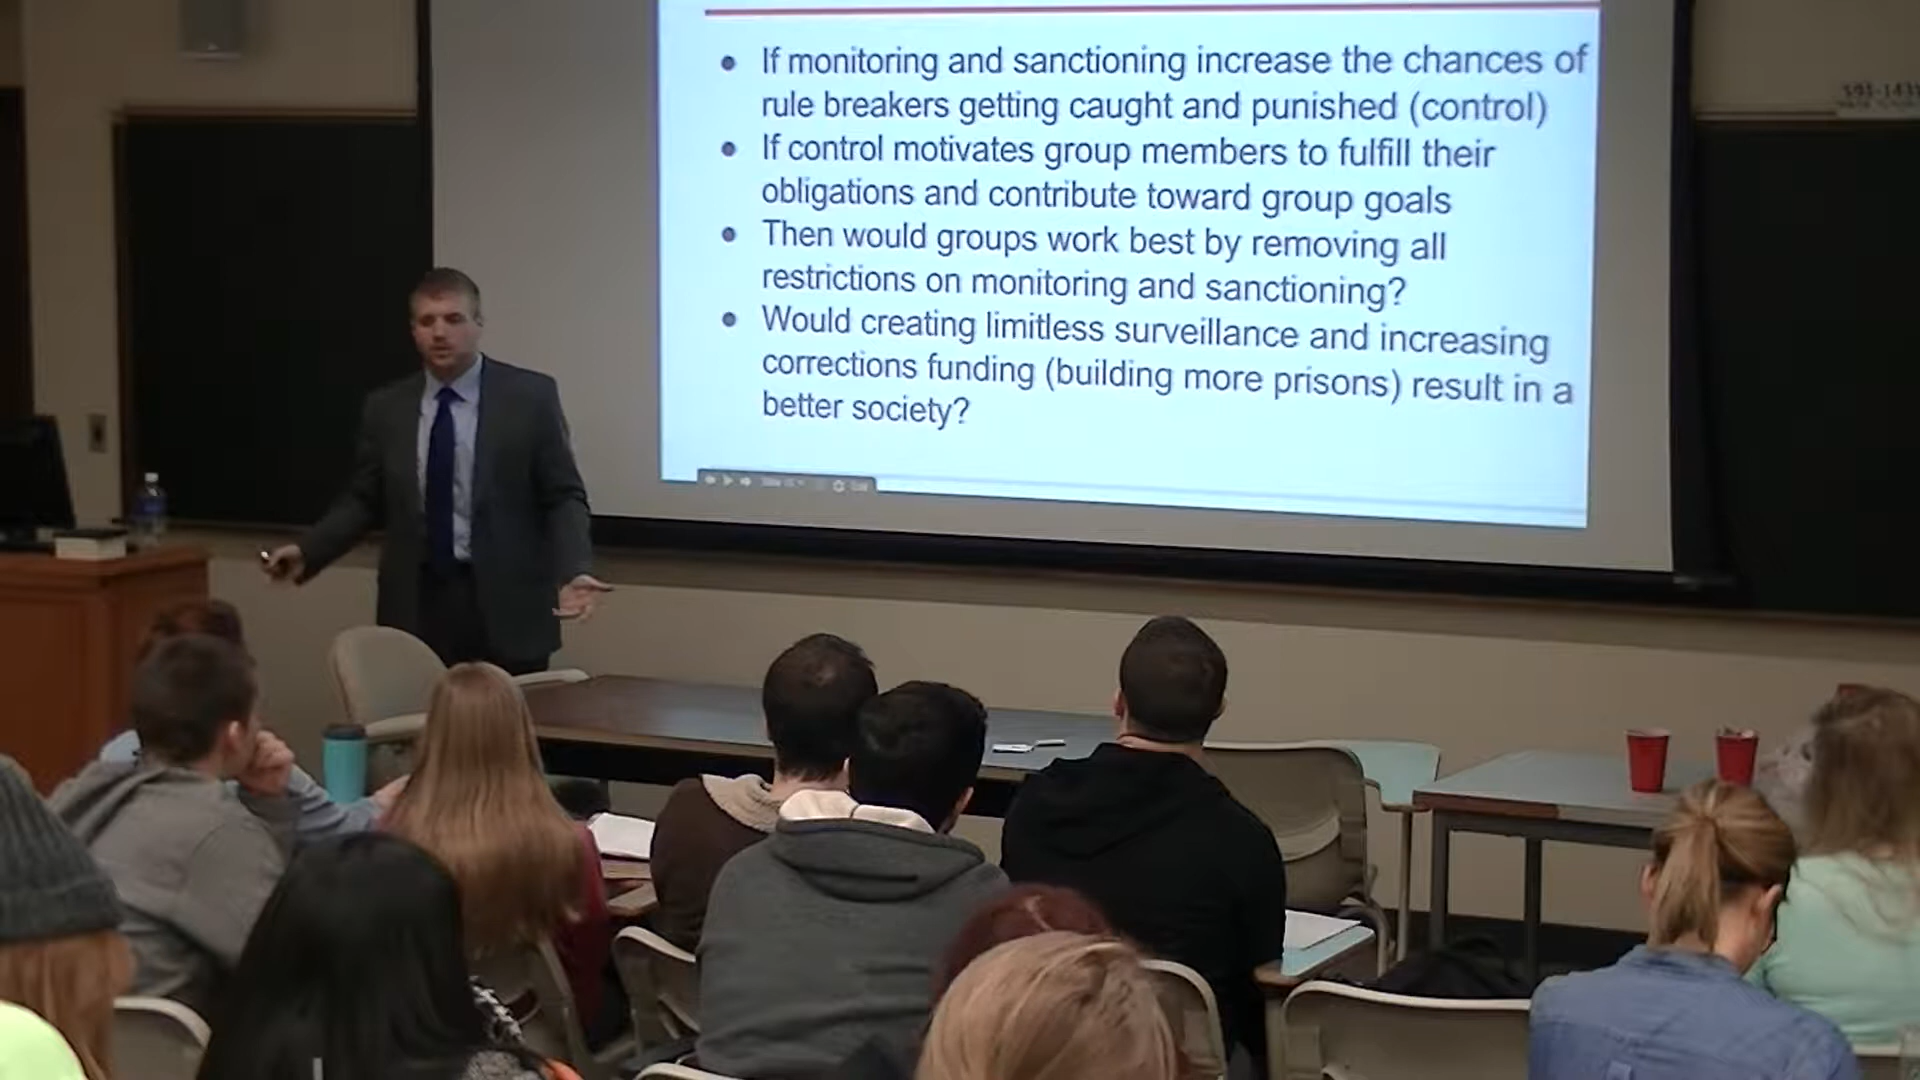 If monitoring and sanctioning increase the chances of
rule breakers getting caught and punished (control)
If control motivates group members to fulfill their
obligations and contribute toward group goals
Then would groups work best by removing all
restrictions on monitoring and sanctioning?
Would creating limitless surveillance and increasing
corrections funding (building more prisons) result in a
better society?